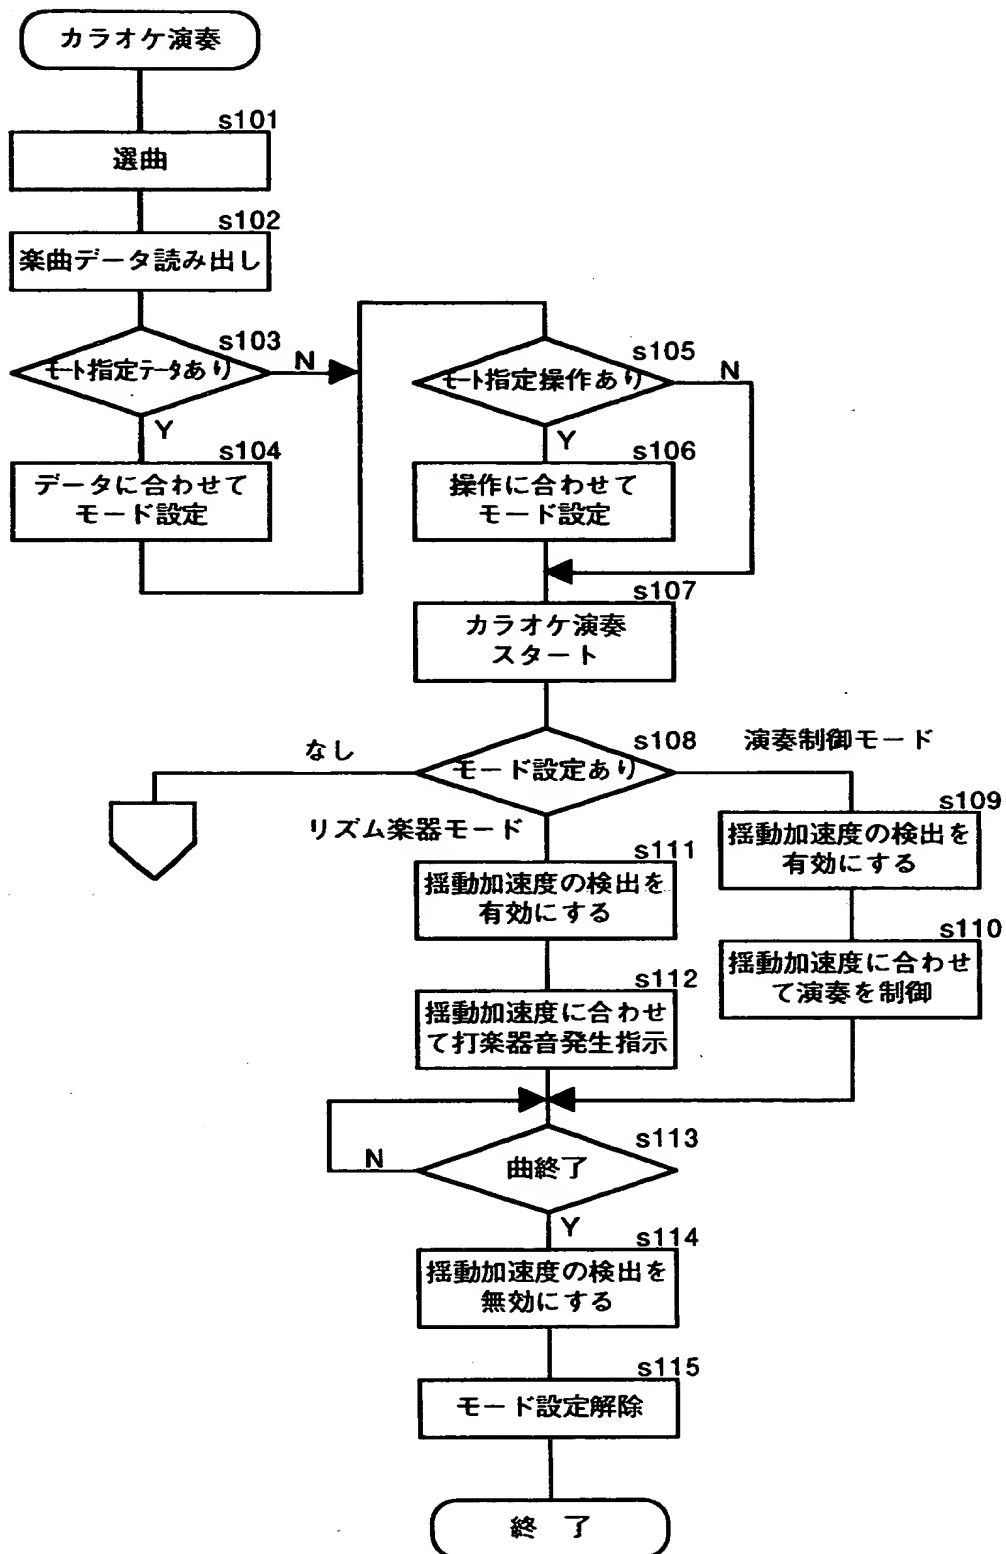 カラオケ演奏
s101
選曲
s102
楽曲データ読み出し
s103
モート指定テータあり
N
Y
s104
データに合わせて
モード設定
s105
モート指定操作あり
N
Y
s106
操作に合わせて
モード設定
s107
カラオケ演奏
スタート
s108
モード設定あり
なし
演奏制御モード
リズム楽器モード
s109
揺動加速度の検出を
有効にする
s110
揺動加速度に合わせ
て演奏を制御
s111
揺動加速度の検出を
有効にする
s112
揺動加速度に合わせ
て打楽器音発生指示
s113
曲終了
N
Y
s114
揺動加速度の検出を
無効にする
s115
モード設定解除
終 了